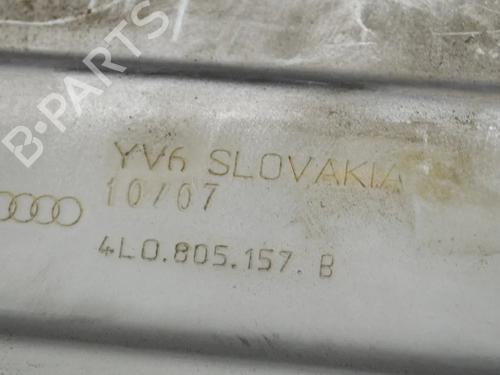 B-PARTS
YV6 SLOVAKIA
10/07
4L0.805.157. B